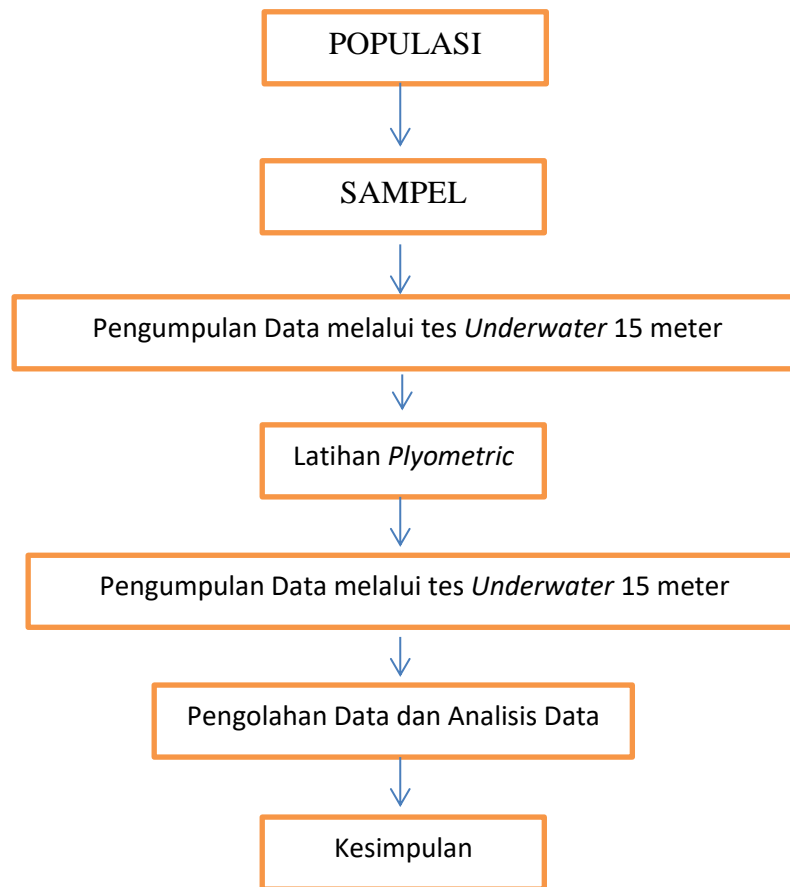 POPULASI
SAMPEL
Pengumpulan Data melalui tes Underwater 15 meter
Latihan Plyometric
Pengumpulan Data melalui tes Underwater 15 meter
Pengolahan Data dan Analisis Data
Kesimpulan